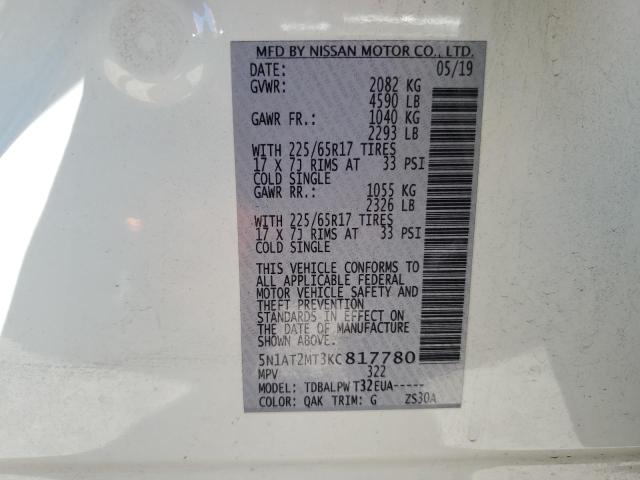 MFD BY NISSAN MOTOR CO., LTD.
DATE: 05/19
GVWR: 2082 KG
4590 LB
GAWR FR.: 1040 KG
2293 LB
WITH 225/65R17 TIRES
17 X 7J RIMS AT 33 PSI
COLD SINGLE
GAWR RR.: 1055 KG
2326 LB
WITH 225/65R17 TIRES
17 X 7J RIMS AT 33 PSI
COLD SINGLE
THIS VEHICLE CONFORMS TO
ALL APPLICABLE FEDERAL
MOTOR VEHICLE SAFETY AND
THEFT PREVENTION
STANDARDS IN EFFECT ON
THE DATE OF MANUFACTURE
SHOWN ABOVE.
5N1AT2MT3KC817780
MPV 322
MODEL: TDBALPW T32EUA-----
COLOR: QAK TRIM: G ZS30A